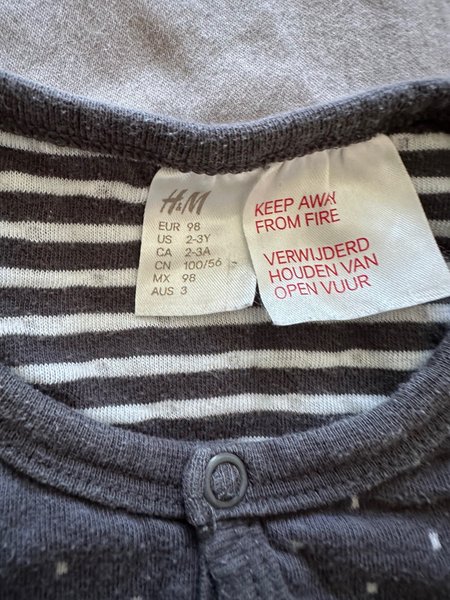 H&M
EUR 98
US 2-3Y
CA 2-3A
CN 100/56
MX 98
AUS 3
KEEP AWAY
FROM FIRE
VERWIJDERD
HOUDEN VAN
OPEN VUUR